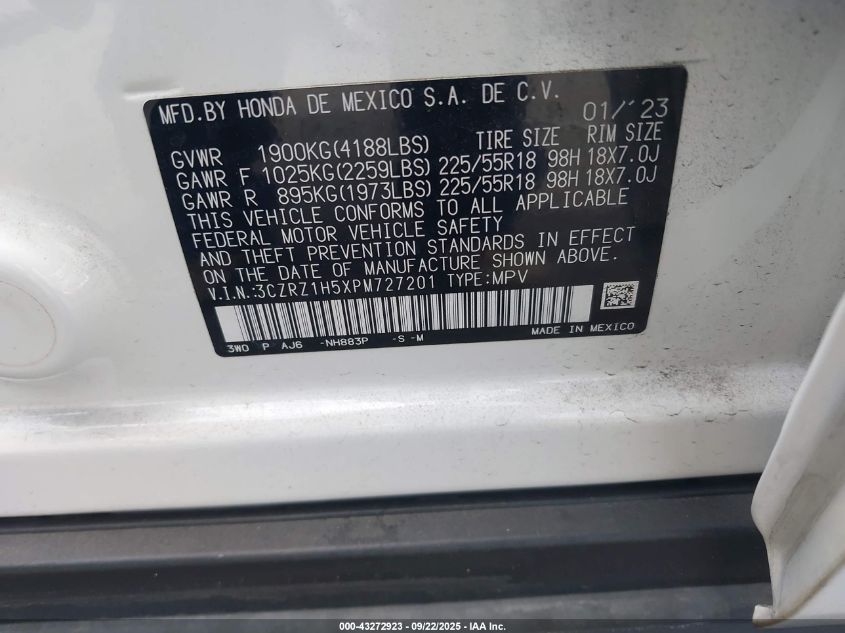 MFD.BY HONDA DE MEXICO S.A. DE C.V. 01/'23
TIRE SIZE RIM SIZE
GVWR 1900KG(4188LBS)
GAWR F 1025KG(2259LBS) 225/55R18 98H 18X7.0J
GAWR R 895KG(1973LBS) 225/55R18 98H 18X7.0J
THIS VEHICLE CONFORMS TO ALL APPLICABLE
FEDERAL MOTOR VEHICLE SAFETY
AND THEFT PREVENTION STANDARDS IN EFFECT
ON THE DATE OF MANUFACTURE SHOWN ABOVE.
V.I.N.:3CZRZ1H5XPM727201 TYPE:MPV
3W0 P AJ6 -NH883P -S -M MADE IN MEXICO
000-43272923 - 09/22/2025 - IAA Inc.